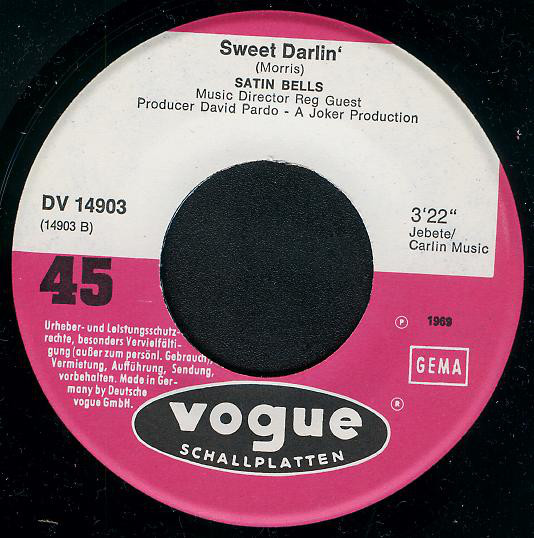 Sweet Darlin'
(Morris)
SATIN BELLS
Music Director Reg Guest
Producer David Pardo - A Joker Production
DV 14903
(14903 B)
3'22"
Jebete/
Carlin Music
45
Urheber- und Leistungsschutz-
rechte, besonders Vervielfälti-
gung (außer zum persönl. Gebrauch),
Vermietung, Aufführung, Sendung,
vorbehalten. Made in Ger-
many by Deutsche
vogue GmbH.
℗ 1969
GEMA
®
vogue
SCHALLPLATTEN